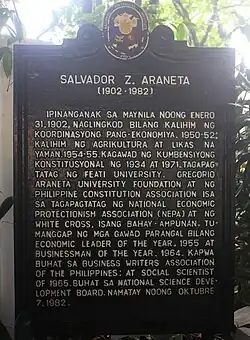 SALVADOR Z. ARANETA
(1902-1982)
IPINANGANAK SA MAYNILA NOONG ENERO
31, 1902, NAGLINGKOD BILANG KALIHIM NG
KOORDINASYONG PANG-EKONOMIYA, 1950-52;
KALIHIM NG AGRIKULTURA AT LIKAS NA
YAMAN, 1954-55. KAGAWAD NG KUMBENSIYONG
KONSTITUSYONAL NG 1934 AT 1971, TAGAPAG-
TATAG NG FEATI UNIVERSITY, GREGORIO
ARANETA UNIVERSITY FOUNDATION AT NG
PHILIPPINE CONSTITUTION ASSOCIATION ISA
SA TAGAPAGTATAG NG NATIONAL ECONOMIC
PROTECTIONISM ASSOCIATION (NEPA) AT NG
WHITE CROSS, ISANG BAHAY-AMPUNAN. TU-
MANGGAP NG MGA GAWAD PARANGAL BILANG
ECONOMIC LEADER OF THE YEAR, 1955 AT
BUSINESSMAN OF THE YEAR, 1964, KAPWA
BUHAT SA BUSINESS WRITERS ASSOCIATION
OF THE PHILIPPINES; AT SOCIAL SCIENTIST
OF 1965, BUHAT SA NATIONAL SCIENCE DEVE-
LOPMENT BOARD. NAMATAY NOONG OKTUBRE
7, 1982.